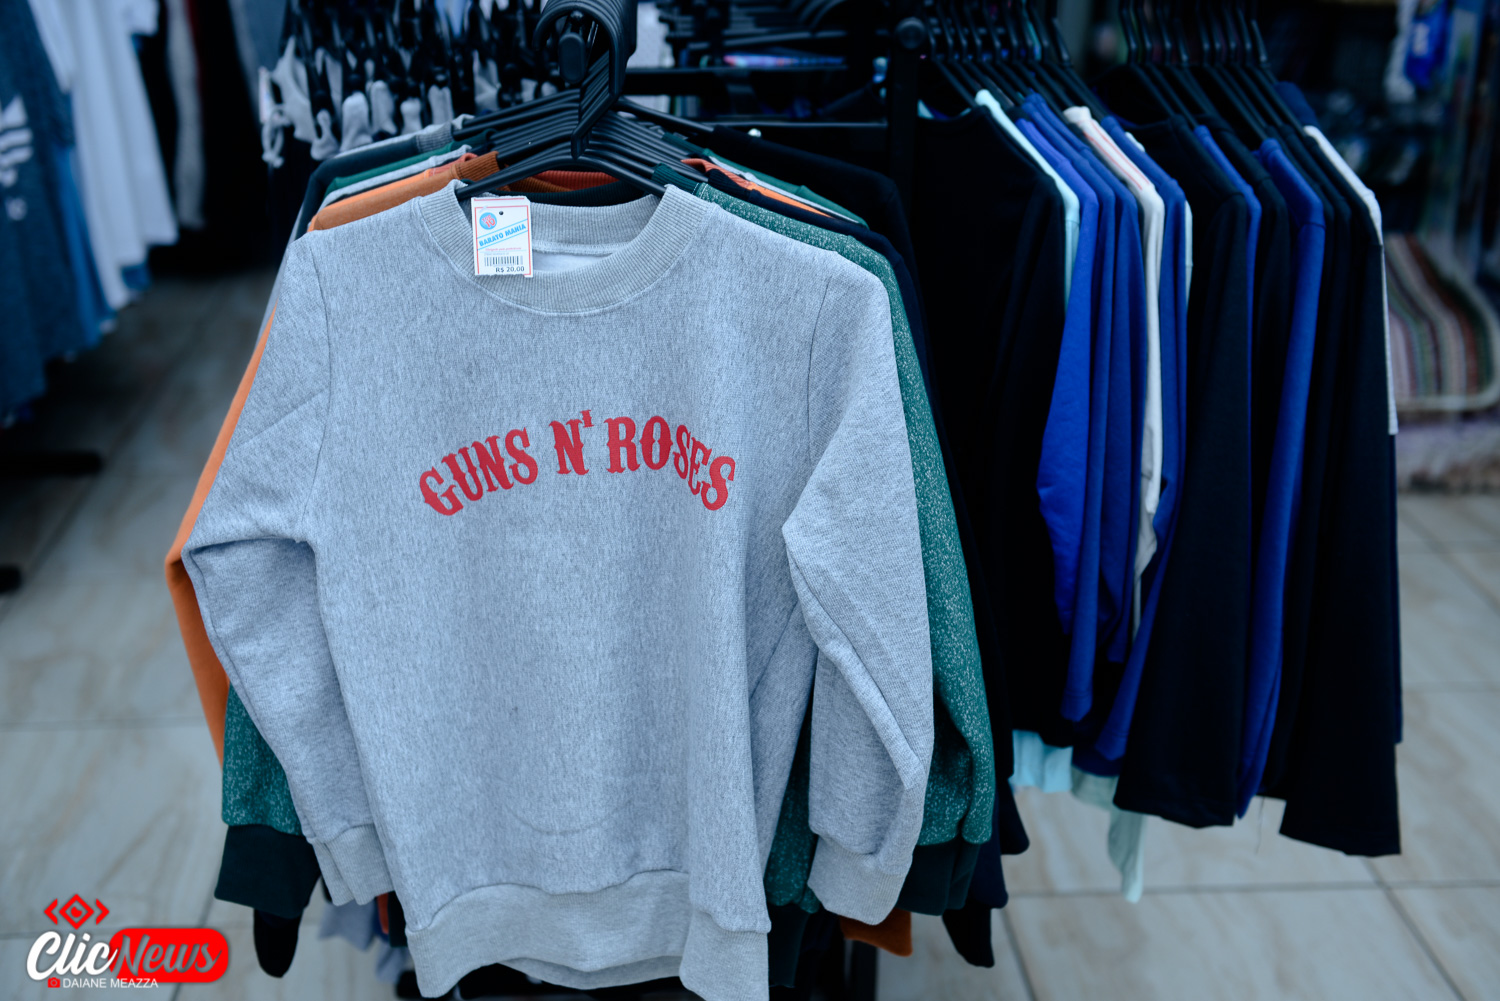 BARATO MANIA
R$ 20,00
GUNS N' ROSES
ClicNews
DAIANE MEAZZA